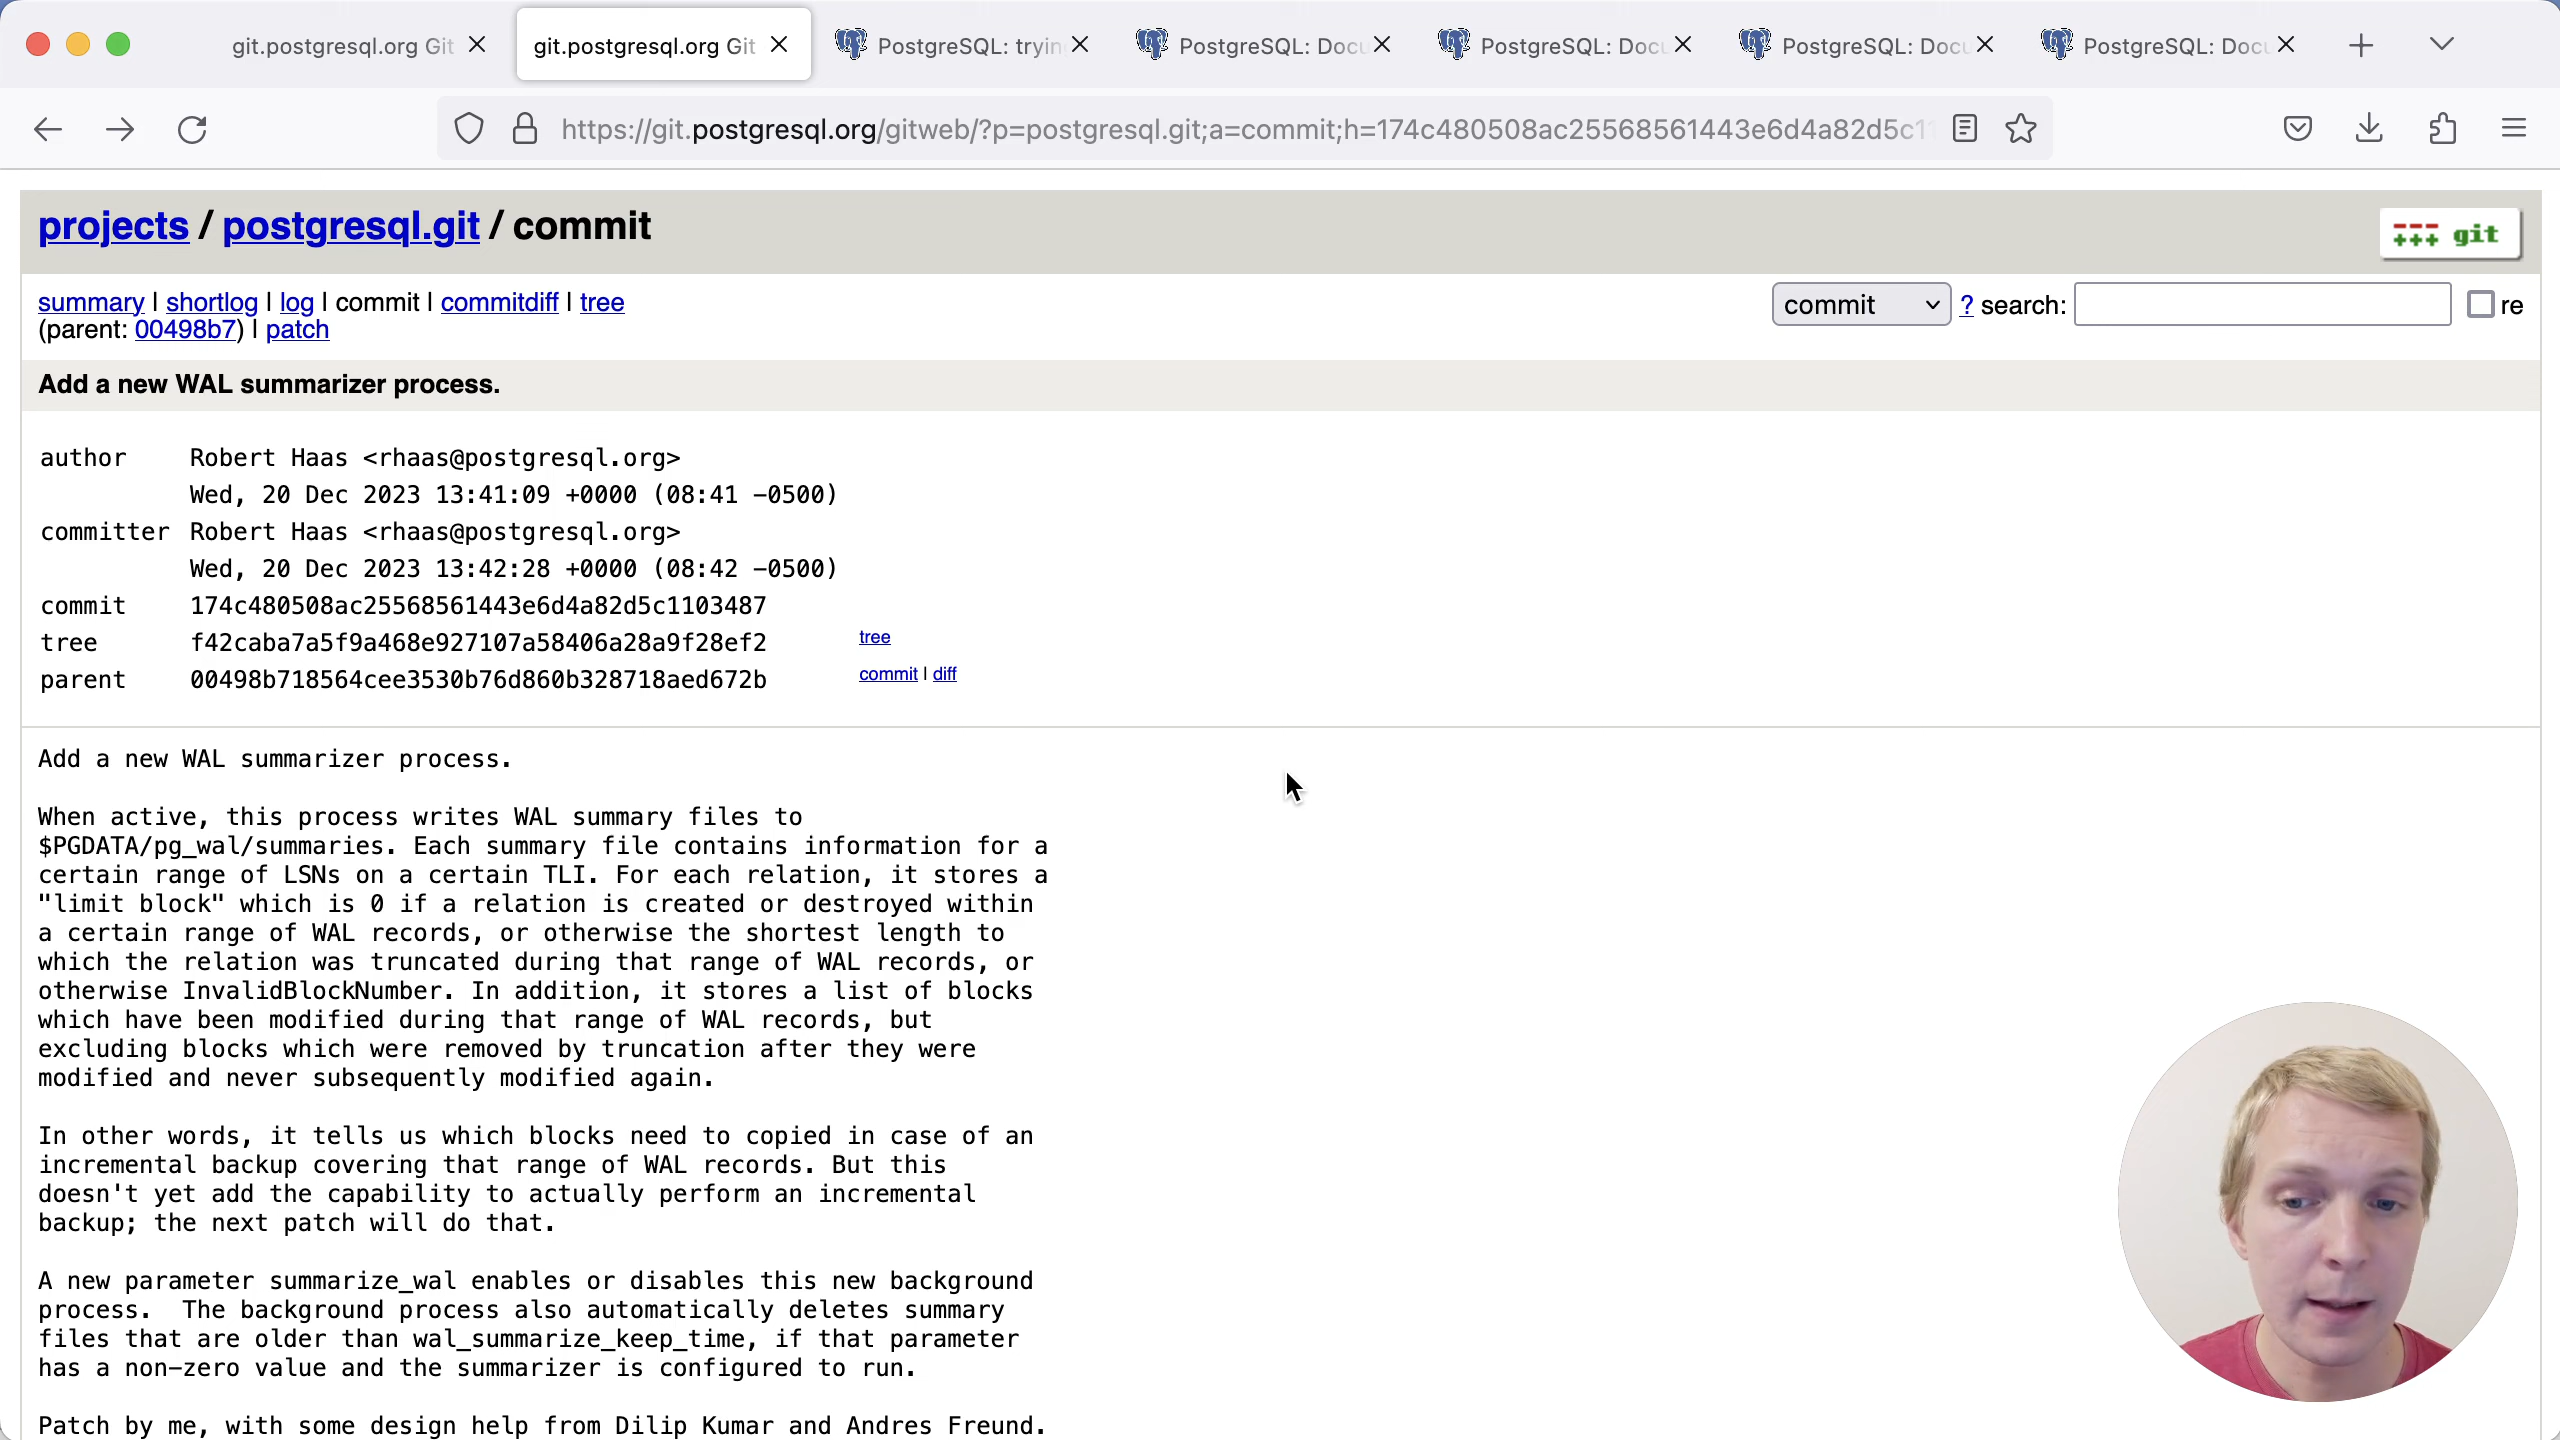 git.postgresql.org Git
git.postgresql.org Git
PostgreSQL: tryin
PostgreSQL: Docu
PostgreSQL: Docu
PostgreSQL: Docu
PostgreSQL: Docu
https://git.postgresql.org/gitweb/?p=postgresql.git;a=commit;h=174c480508ac25568561443e6d4a82d5c11
projects / postgresql.git / commit
git
summary | shortlog | log | commit | commitdiff | tree
(parent: 00498b7) | patch
commit ? search: re
Add a new WAL summarizer process.
author Robert Haas <rhaas@postgresql.org>
Wed, 20 Dec 2023 13:41:09 +0000 (08:41 -0500)
committer Robert Haas <rhaas@postgresql.org>
Wed, 20 Dec 2023 13:42:28 +0000 (08:42 -0500)
commit 174c480508ac25568561443e6d4a82d5c1103487
tree f42caba7a5f9a468e927107a58406a28a9f28ef2 tree
parent 00498b718564cee3530b76d860b328718aed672b commit | diff
Add a new WAL summarizer process.
When active, this process writes WAL summary files to
$PGDATA/pg_wal/summaries. Each summary file contains information for a
certain range of LSNs on a certain TLI. For each relation, it stores a
"limit block" which is 0 if a relation is created or destroyed within
a certain range of WAL records, or otherwise the shortest length to
which the relation was truncated during that range of WAL records, or
otherwise InvalidBlockNumber. In addition, it stores a list of blocks
which have been modified during that range of WAL records, but
excluding blocks which were removed by truncation after they were
modified and never subsequently modified again.
In other words, it tells us which blocks need to copied in case of an
incremental backup covering that range of WAL records. But this
doesn't yet add the capability to actually perform an incremental
backup; the next patch will do that.
A new parameter summarize_wal enables or disables this new background
process.  The background process also automatically deletes summary
files that are older than wal_summarize_keep_time, if that parameter
has a non-zero value and the summarizer is configured to run.
Patch by me, with some design help from Dilip Kumar and Andres Freund.